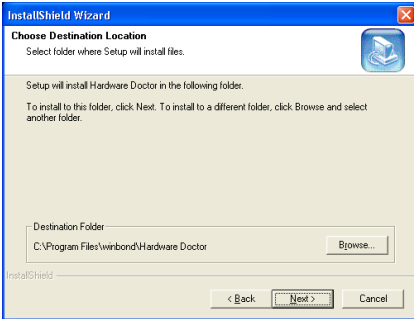 InstallShield Wizard
Choose Destination Location
Select folder where Setup will install files.
Setup will install Hardware Doctor in the following folder.
To install to this folder, click Next. To install to a different folder, click Browse and select
another folder.
Destination Folder
C:\Program Files\winbond\Hardware Doctor
Browse...
InstallShield
< Back
Next >
Cancel